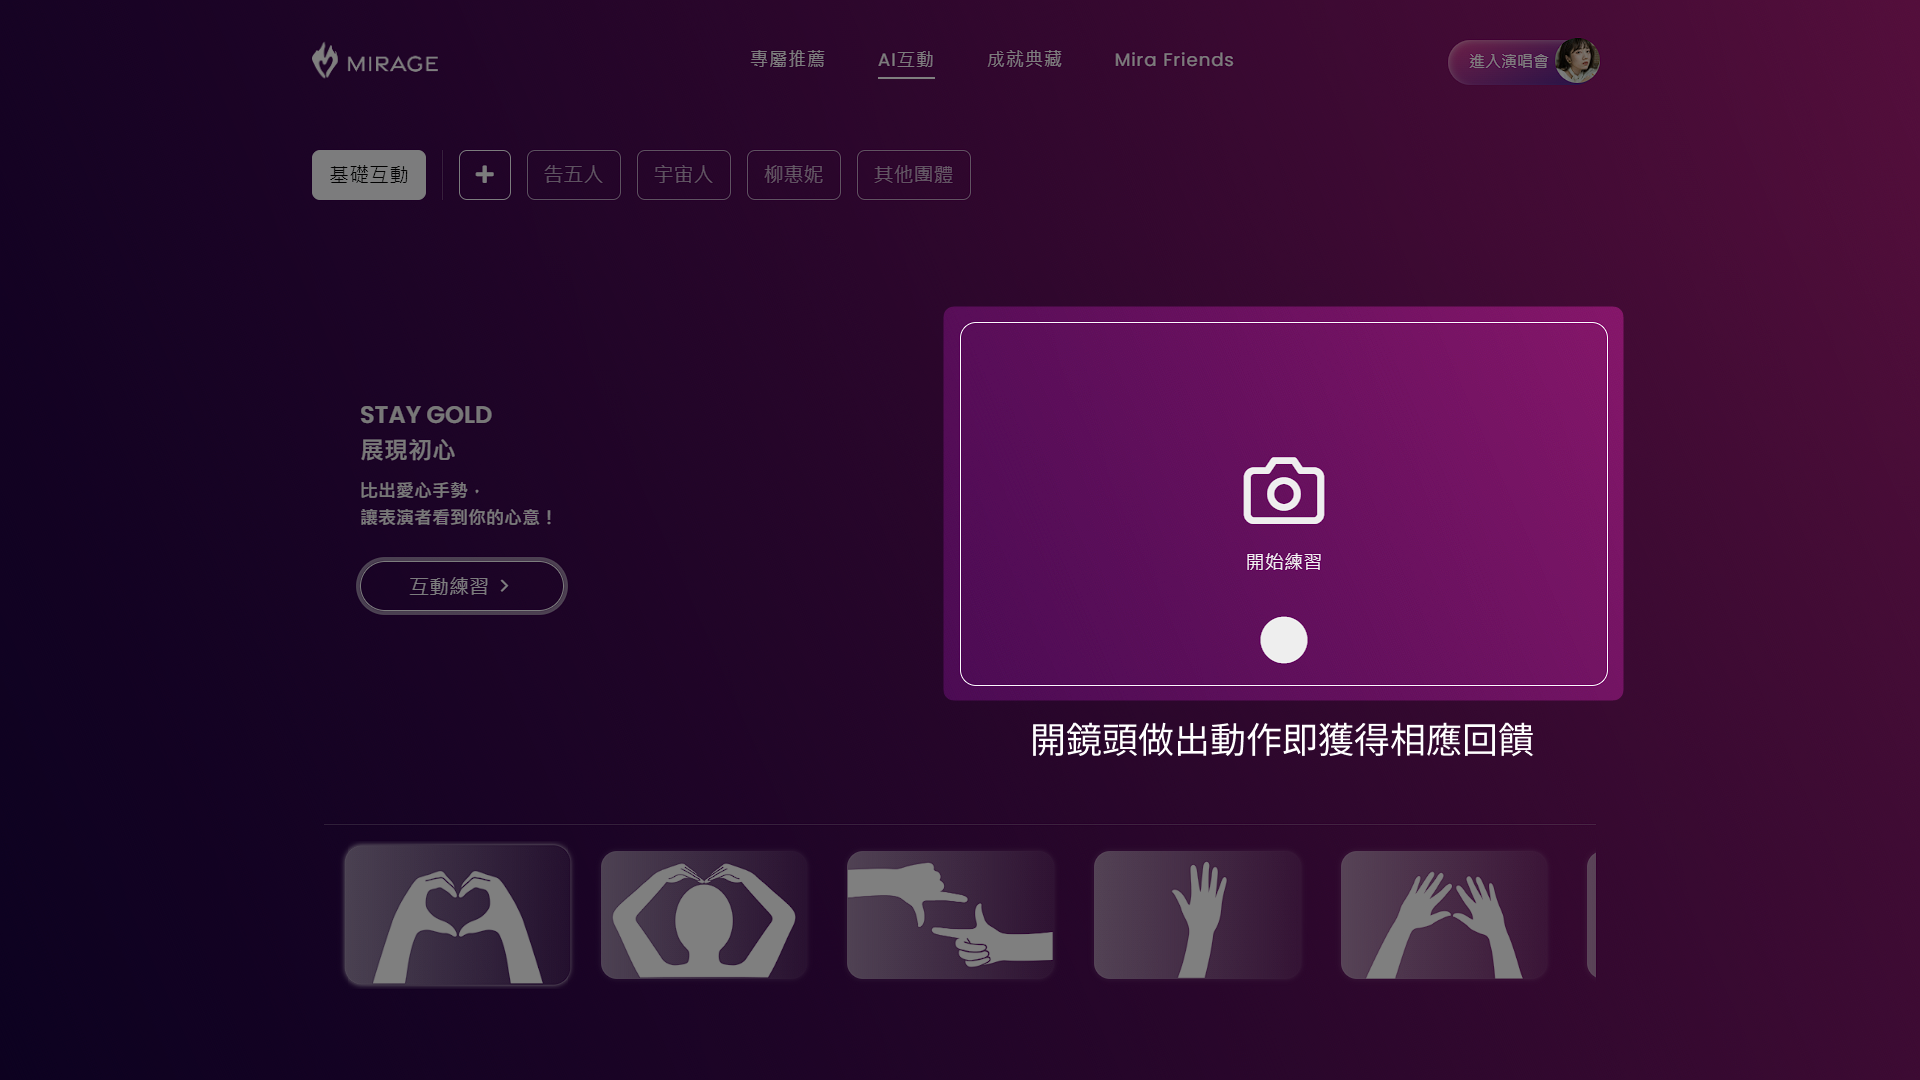 MIRAGE
專屬推薦
AI互動
成就典藏
Mira Friends
進入演唱會
基礎互動
告五人
宇宙人
柳惠妮
其他團體
STAY GOLD
展現初心
比出愛心手勢．
讓表演者看到你的心意！
互動練習
開始練習
開鏡頭做出動作即獲得相應回饋